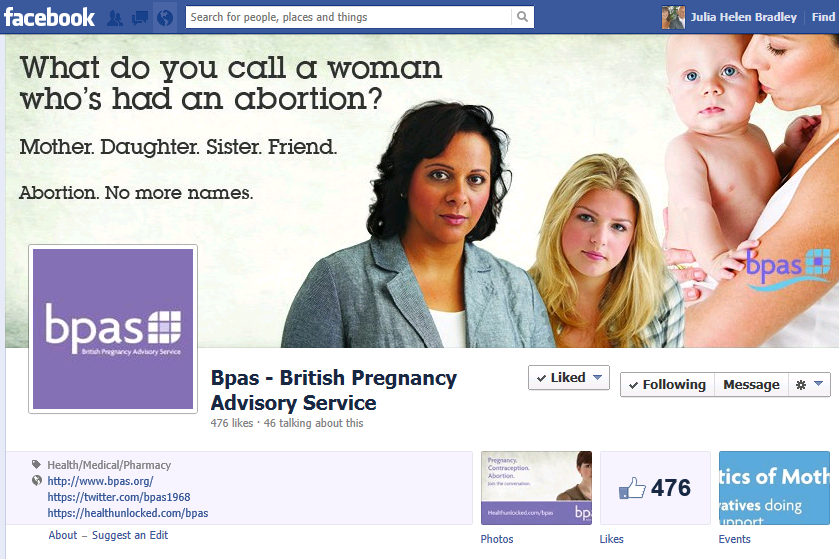 facebook
Search for people, places and things
Julia Helen Bradley
Find
What do you call a woman
who's had an abortion?
Mother. Daughter. Sister. Friend.
Abortion. No more names.
bpas
bpas
British Pregnancy Advisory Service
Bpas - British Pregnancy
Advisory Service
476 likes · 46 talking about this
Liked
Following
Message
Health/Medical/Pharmacy
http://www.bpas.org/
https://twitter.com/bpas1968
https://healthunlocked.com/bpas
About – Suggest an Edit
Pregnancy.
Contraception.
Abortion.
Join the conversation.
Healthunlocked.com/bpas
bp
Photos
476
Likes
tics of Moth
vatives doing
upport
Events